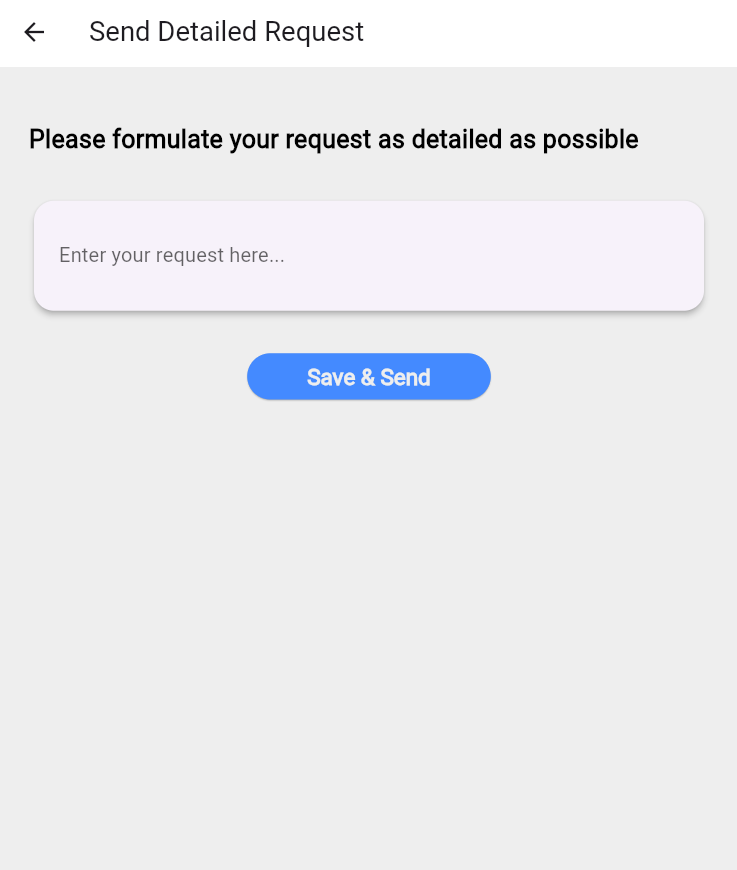 Send Detailed Request
Please formulate your request as detailed as possible
Enter your request here...
Save & Send